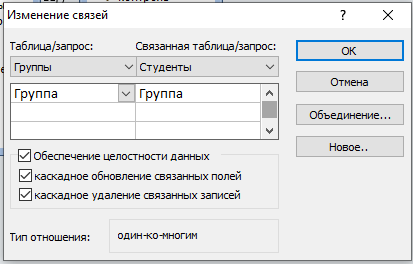 Изменение связей
Таблица/запрос: Связанная таблица/запрос:
Группы Студенты
Группа Группа
Обеспечение целостности данных
каскадное обновление связанных полей
каскадное удаление связанных записей
Тип отношения: один-ко-многим
ОК
Отмена
Объединение...
Новое..